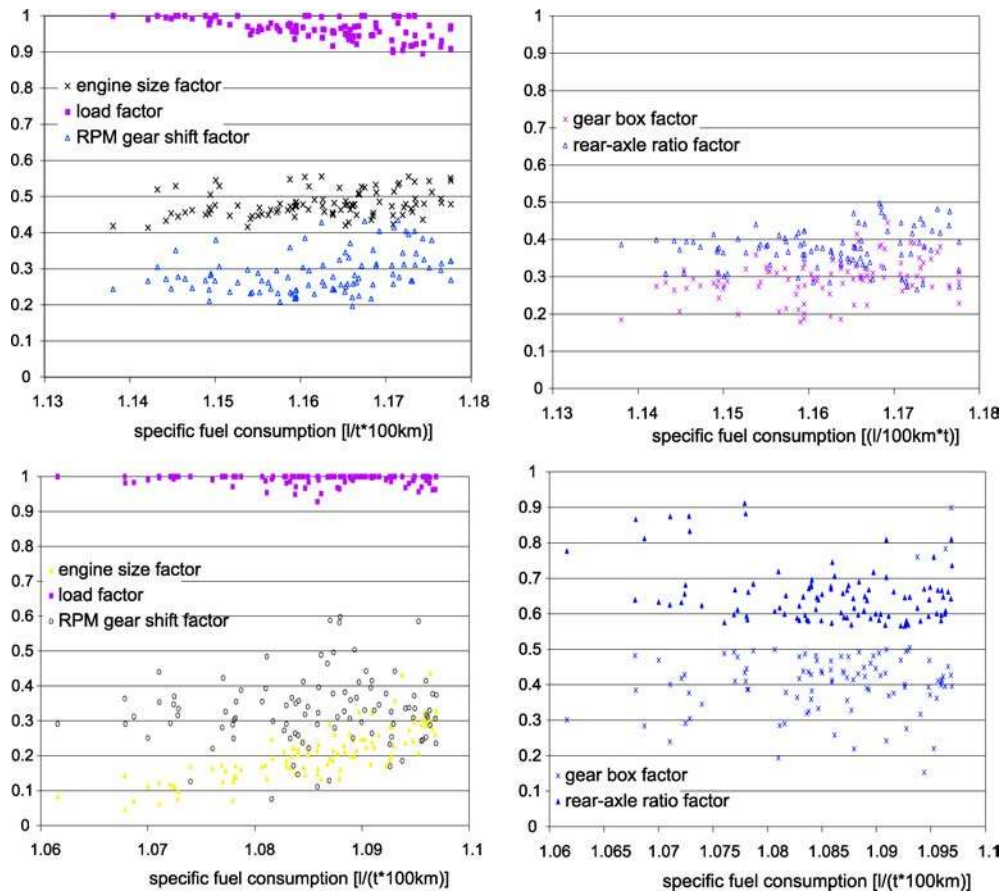 1
0.9
0.8
0.7
0.6
0.5
0.4
0.3
0.2
0.1
0
engine size factor
load factor
RPM gear shift factor
1.13 1.14 1.15 1.16 1.17 1.18
specific fuel consumption [l/t*100km)]
1
0.9
0.8
0.7
0.6
0.5
0.4
0.3
0.2
0.1
0
gear box factor
rear-axle ratio factor
1.13 1.14 1.15 1.16 1.17 1.18
specific fuel consumption [(l/100km*t)]
1
0.9
0.8
0.7
0.6
0.5
0.4
0.3
0.2
0.1
0
engine size factor
load factor
RPM gear shift factor
1.06 1.07 1.08 1.09 1.1
specific fuel consumption [l/(t*100km)]
1
0.9
0.8
0.7
0.6
0.5
0.4
0.3
0.2
0.1
0
gear box factor
rear-axle ratio factor
1.06 1.065 1.07 1.075 1.08 1.085 1.09 1.095 1.1
specific fuel consumption [l/(t*100km)]